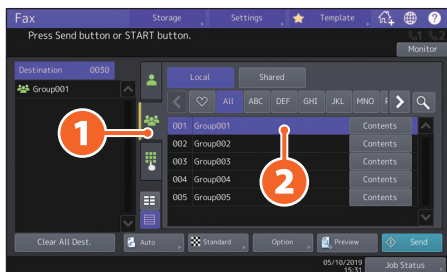 Fax Storage Settings Template
Press Send button or START button.
1 2
Monitor
Destination 0030
Local Shared
Group001
All ABC DEF GHI JKL MNO
001 Group001 Contents
002 Group002 Contents
003 Group003 Contents
004 Group004 Contents
005 Group005 Contents
1
2
Clear All Dest. Auto Standard Option Preview Send
05/10/2019
15:31
Job Status